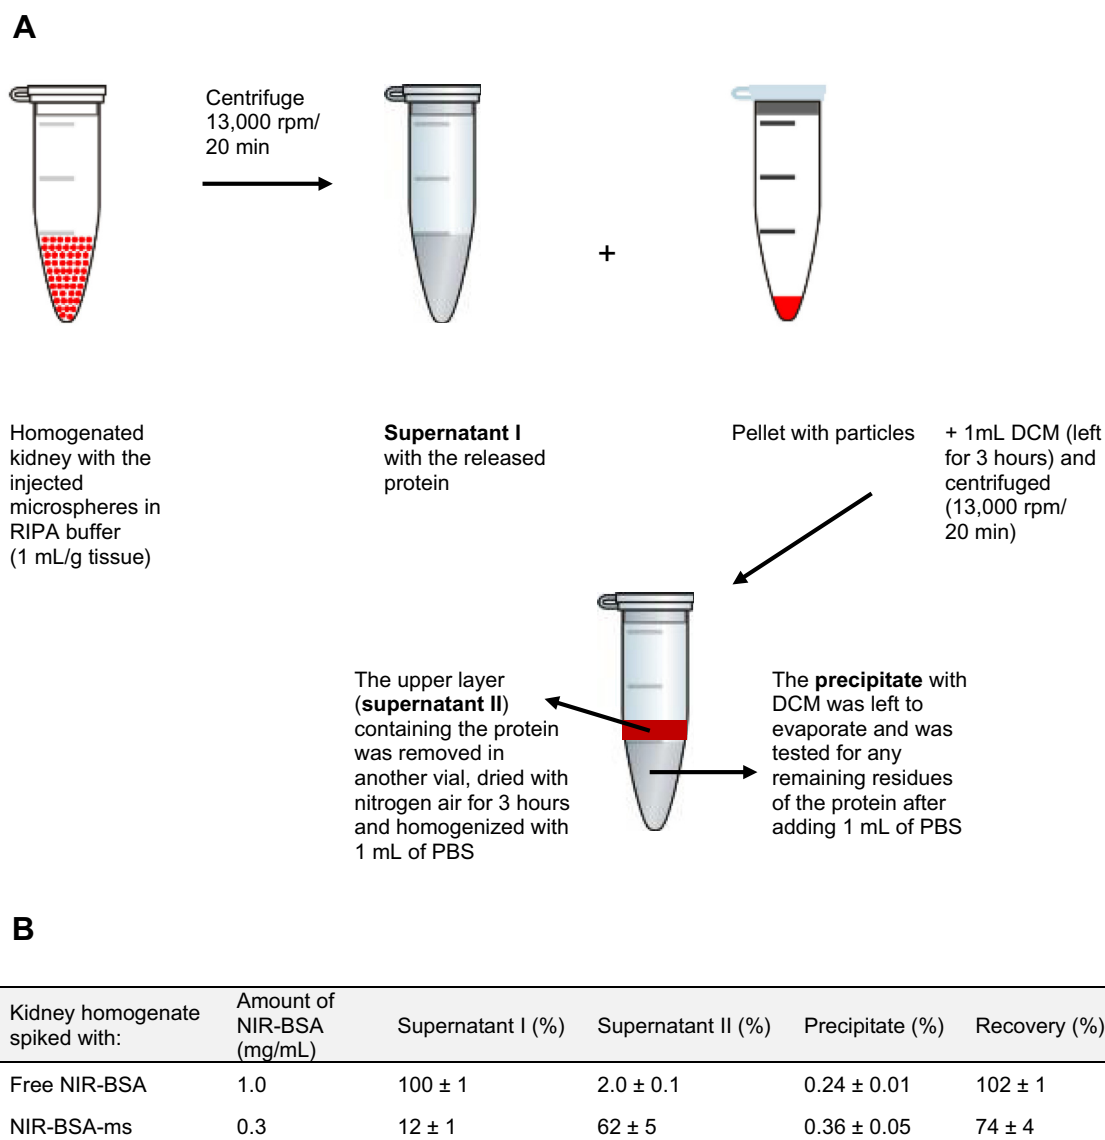 A
Centrifuge
13,000 rpm/
20 min
+
Homogenated
kidney with the
injected
microspheres in
RIPA buffer
(1 mL/g tissue)
Supernatant I
with the released
protein
Pellet with particles
+ 1mL DCM (left
for 3 hours) and
centrifuged
(13,000 rpm/
20 min)
The upper layer
(supernatant II)
containing the protein
was removed in
another vial, dried with
nitrogen air for 3 hours
and homogenized with
1 mL of PBS
The precipitate with
DCM was left to
evaporate and was
tested for any
remaining residues
of the protein after
adding 1 mL of PBS
B
Kidney homogenate
spiked with:
Amount of
NIR-BSA
(mg/mL)
Supernatant I (%)
Supernatant II (%)
Precipitate (%)
Recovery (%)
Free NIR-BSA 1.0 100 ± 1 2.0 ± 0.1 0.24 ± 0.01 102 ± 1
NIR-BSA-ms 0.3 12 ± 1 62 ± 5 0.36 ± 0.05 74 ± 4